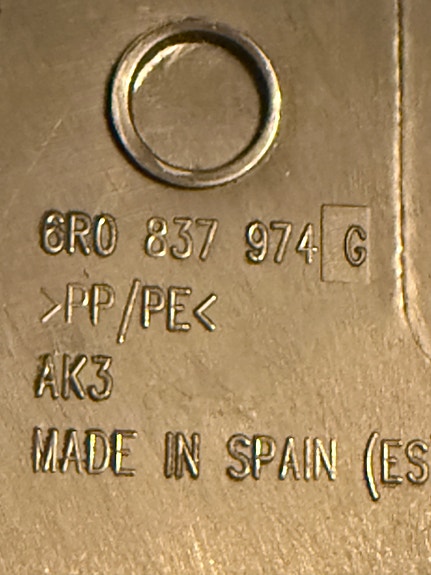 6R0 837 974 G
>PP/PE<
AK3
MADE IN SPAIN (ES